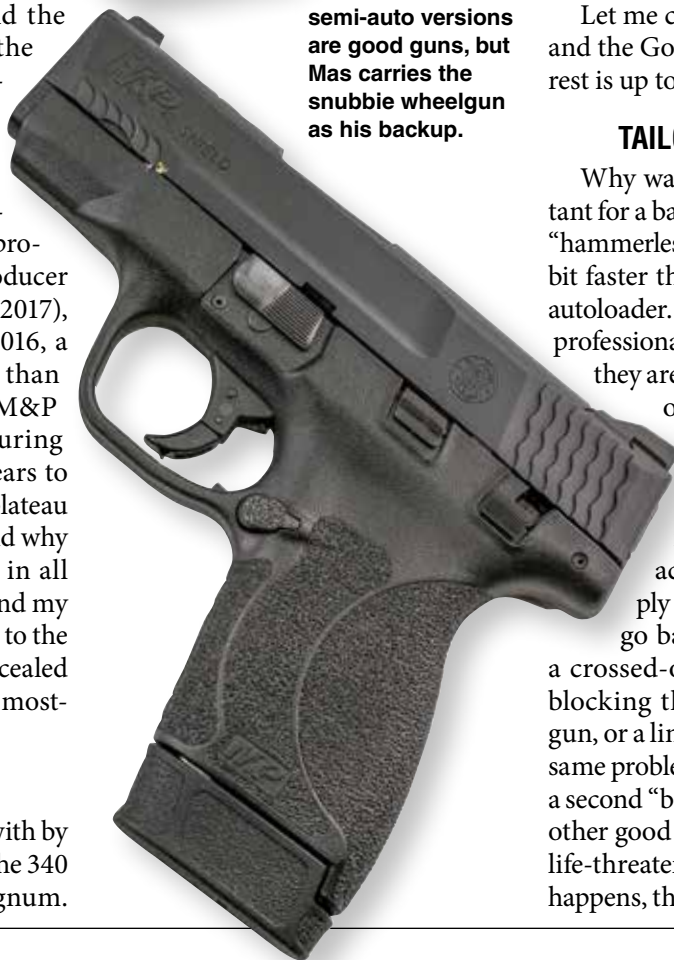 d the
the
-
-
pro-
oducer
2017),
016, a
than
M&P
uring
ears to
lateau
d why
in all
nd my
to the
cealed
most-
with by
he 340
gnum.
semi-auto versions
are good guns, but
Mas carries the
snubbie wheelgun
as his backup.
M&P
SHIELD
Let me c
and the Go
rest is up to
TAILO
Why wa
tant for a ba
"hammerles
bit faster th
autoloader.
professiona
they are
o
ac
ply
go ba
a crossed-o
blocking th
gun, or a lin
same proble
a second "b
other good
life-threate
happens, th